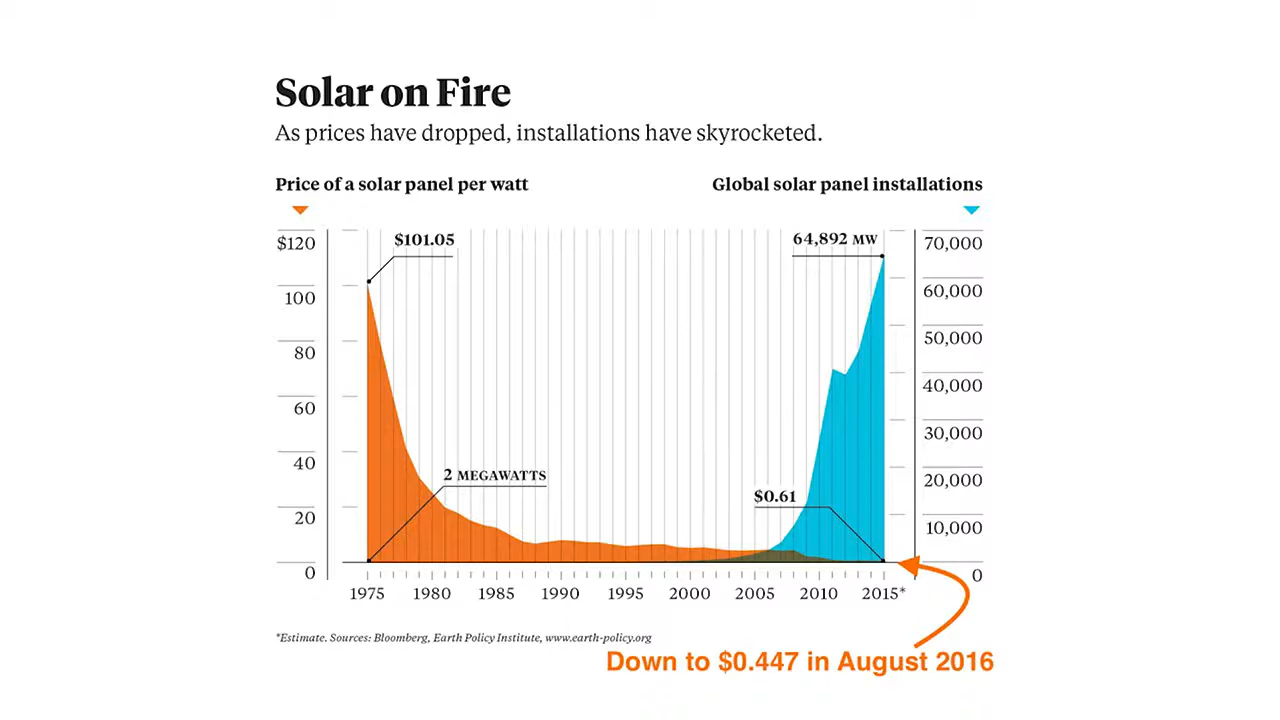 Solar on Fire
As prices have dropped, installations have skyrocketed.
Price of a solar panel per watt
Global solar panel installations
$120
100
80
60
40
20
0
$101.05
2 MEGAWATTS
64,892 MW
$0.61
70,000
60,000
50,000
40,000
30,000
20,000
10,000
0
1975 1980 1985 1990 1995 2000 2005 2010 2015*
*Estimate. Sources: Bloomberg, Earth Policy Institute, www.earth-policy.org
Down to $0.447 in August 2016